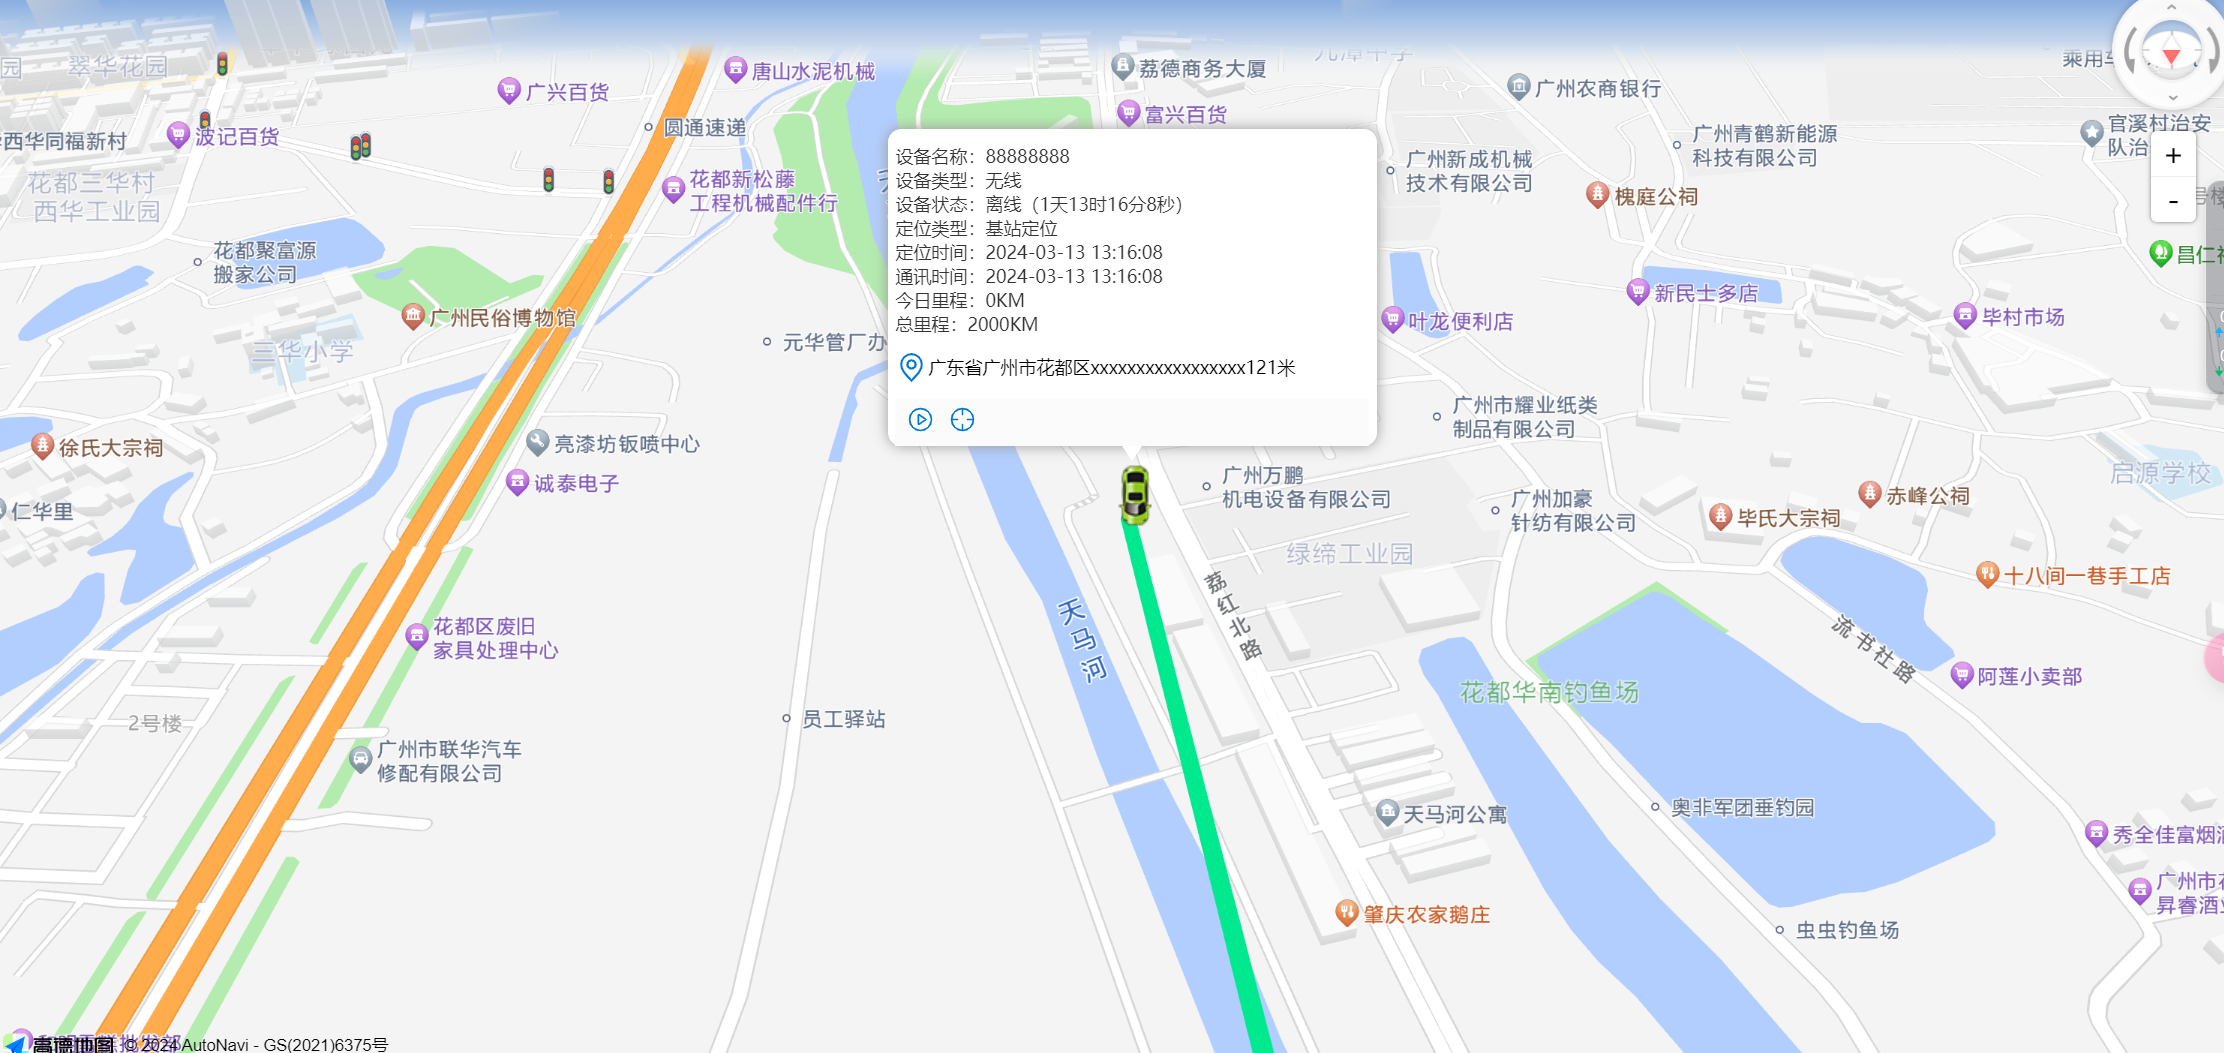 翠华花园
园
广兴百货
唐山水泥机械
荔德商务大厦
广州农商银行
富兴百货
圆通速递
波记百货
西华同福新村
花都三华村
西华工业园
花都新松藤
工程机械配件行
广州新成机械
技术有限公司
广州青鹤新能源
科技有限公司
官溪村治安
队治
+
-
槐庭公祠
设备名称：88888888
设备类型：无线
设备状态：离线（1天13时16分8秒）
定位类型：基站定位
定位时间：2024-03-13 13:16:08
通讯时间：2024-03-13 13:16:08
今日里程：0KM
总里程：2000KM
广东省广州市花都区xxxxxxxxxxxxxxxxx121米
花都聚富源
搬家公司
昌仁
新民士多店
广州民俗博物馆
三华小学
元华管厂办
叶龙便利店
毕村市场
广州市耀业纸类
制品有限公司
徐氏大宗祠
亮漆坊钣喷中心
诚泰电子
仁华里
广州万鹏
机电设备有限公司
广州加豪
针纺有限公司
毕氏大宗祠
赤峰公祠
启源学校
绿缔工业园
十八间一巷手工店
荔红北路
天马河
流书社路
花都区废旧
家具处理中心
阿莲小卖部
花都华南钓鱼场
2号楼
员工驿站
广州市联华汽车
修配有限公司
天马河公寓
奥非军团垂钓园
秀全佳富烟
广州市
昇睿酒
肇庆农家鹅庄
虫虫钓鱼场
高德地图 © 2024 AutoNavi - GS(2021)6375号